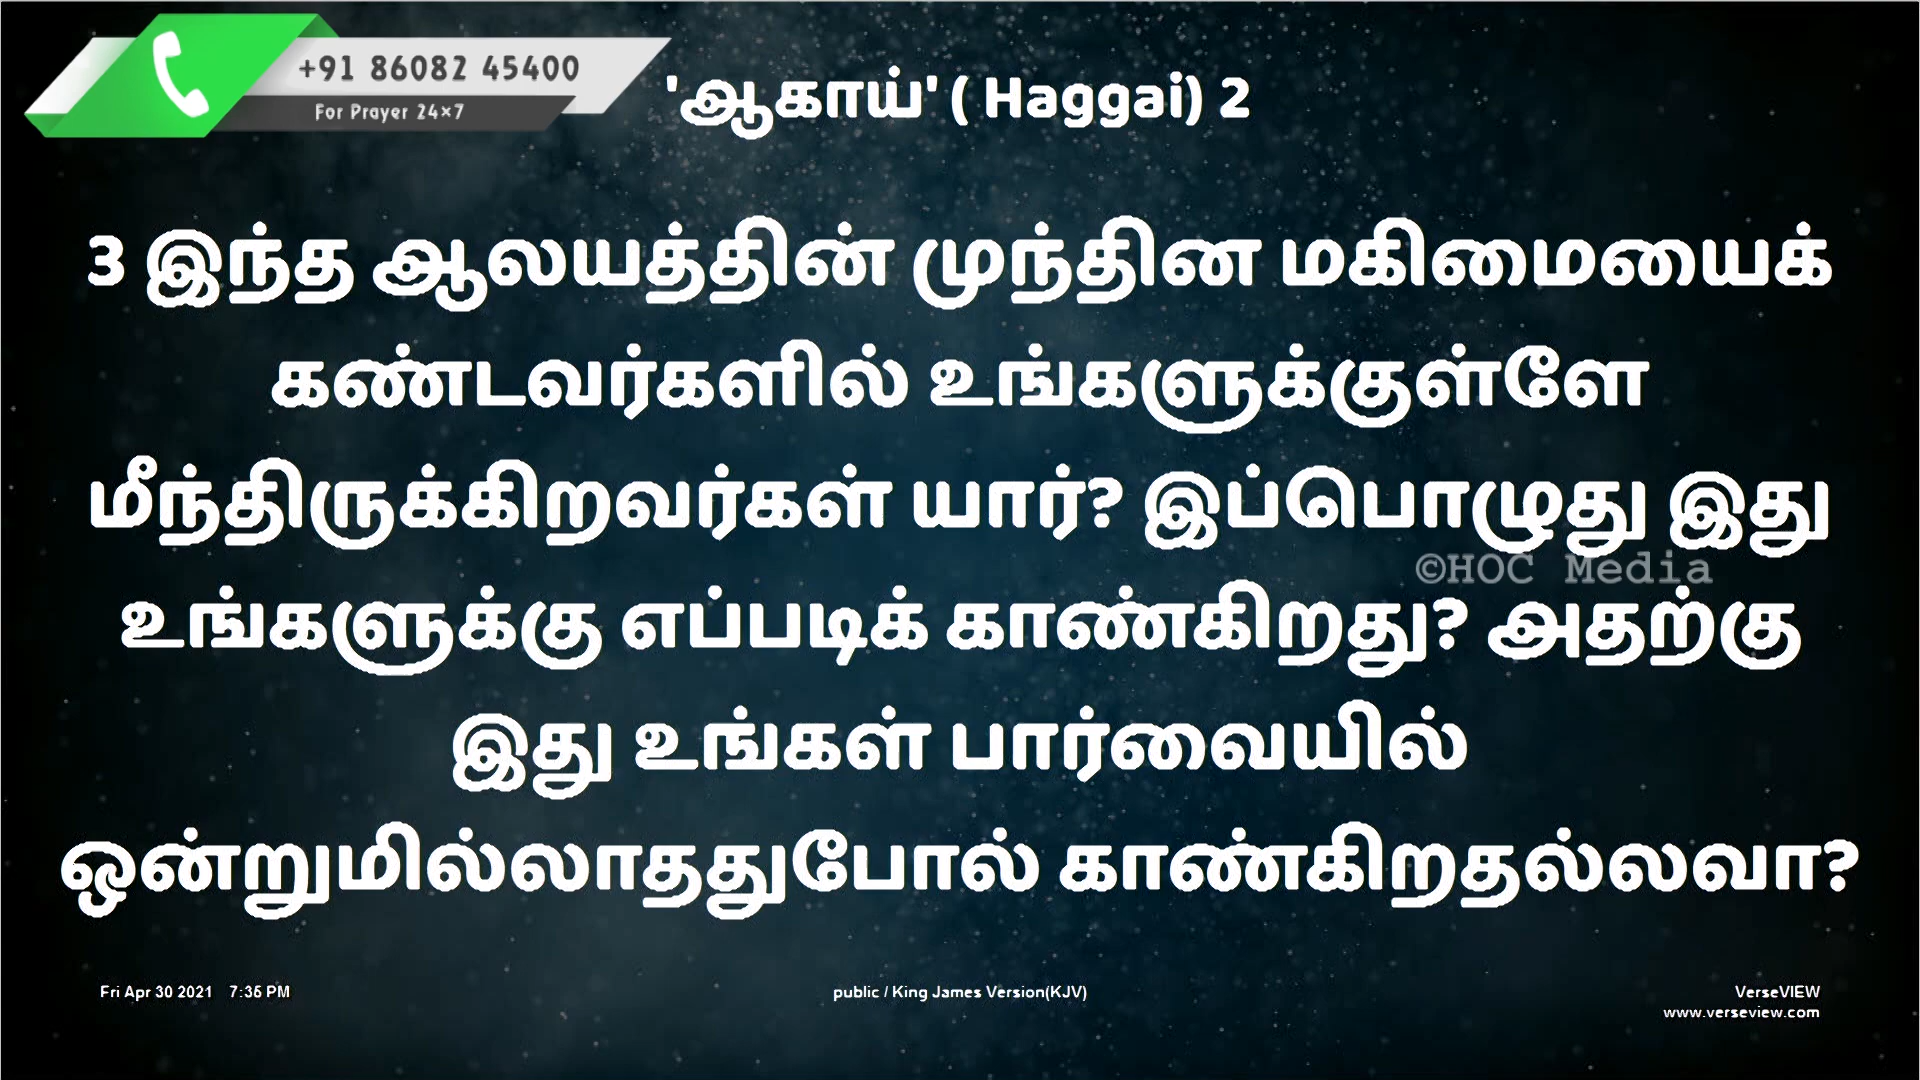 +91 86082 45400
For Prayer 24×7
'ஆகாய்' ( Haggai) 2
3 இந்த ஆலயத்தின் முந்தின மகிமையைக்
கண்டவர்களில் உங்களுக்குள்ளே
மீந்திருக்கிறவர்கள் யார்? இப்பொழுது இது
©HOC Media
உங்களுக்கு எப்படிக் காண்கிறது? அதற்கு
இது உங்கள் பார்வையில்
ஒன்றுமில்லாததுபோல் காண்கிறதல்லவா?
Fri Apr 30 2021 7:35 PM
public / King James Version(KJV)
VerseVIEW
www.verseview.com